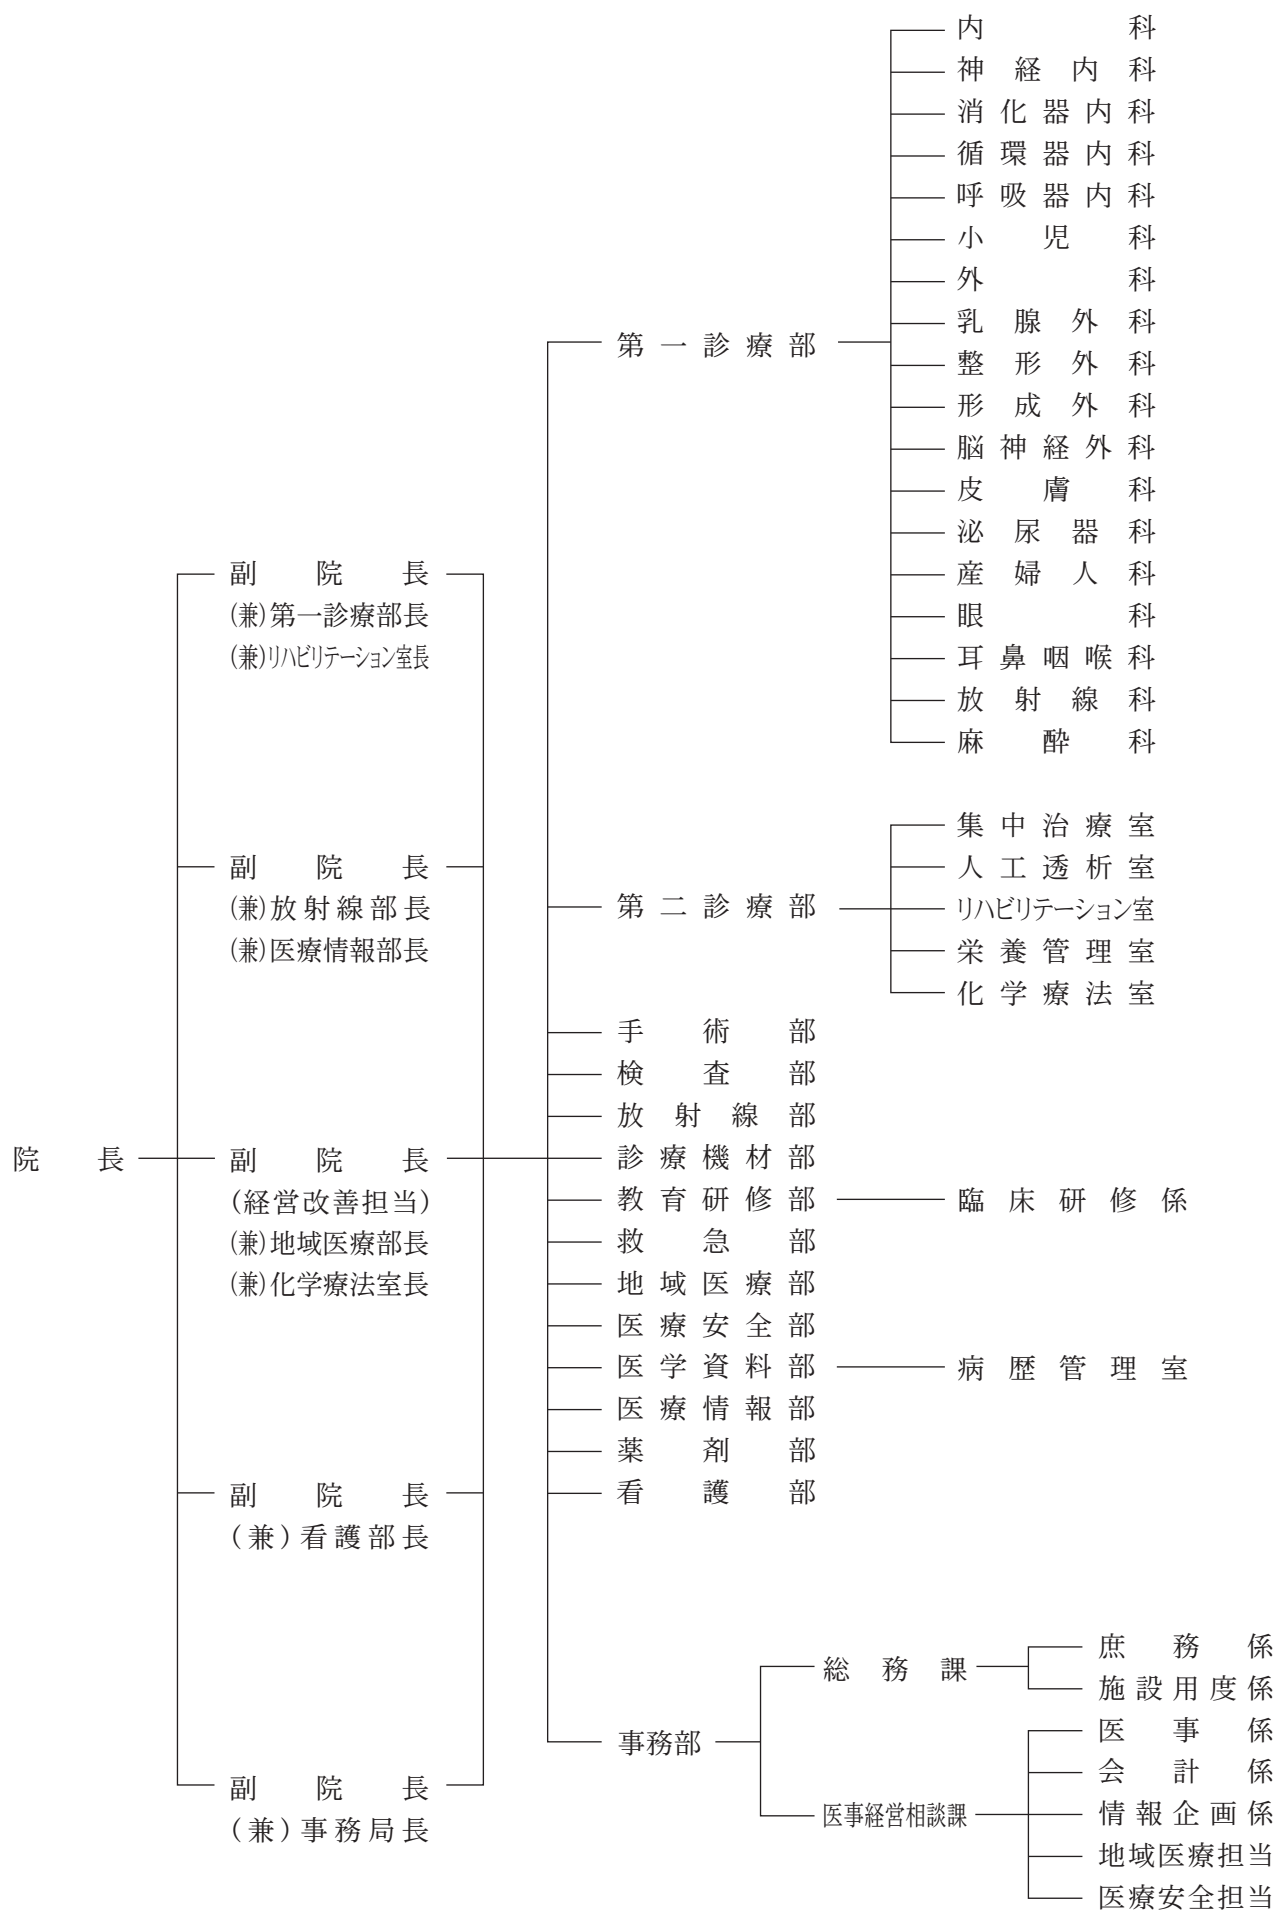 院長
副院長
(兼)第一診療部長
(兼)リハビリテーション室長
副院長
(兼)放射線部長
(兼)医療情報部長
副院長
(経営改善担当)
(兼)地域医療部長
(兼)化学療法室長
副院長
(兼)看護部長
副院長
(兼)事務局長
第一診療部
内科
神経内科
消化器内科
循環器内科
呼吸器内科
小児科
外科
乳腺外科
整形外科
形成外科
脳神経外科
皮膚科
泌尿器科
産婦人科
眼科
耳鼻咽喉科
放射線科
麻酔科
第二診療部
集中治療室
人工透析室
リハビリテーション室
栄養管理室
化学療法室
手術部
検査部
放射線部
診療機材部
教育研修部
臨床研修係
救急部
地域医療部
医療安全部
医学資料部
病歴管理室
医療情報部
薬剤部
看護部
事務部
総務課
庶務係
施設用度係
医事経営相談課
医事係
会計係
情報企画係
地域医療担当
医療安全担当